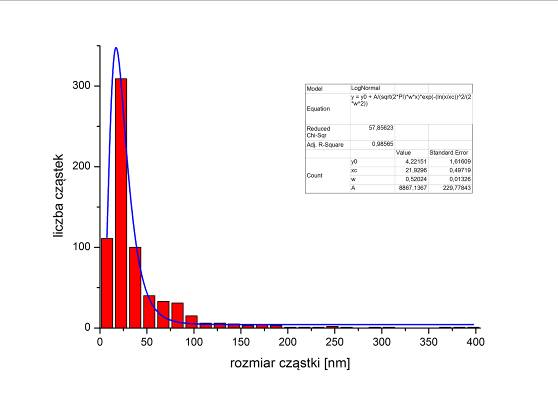 300
200
100
0
0 50 100 150 200 250 300 350 400
liczba cząstek
rozmiar cząstki [nm]
Model LogNormal
Equation y = y0 + A/(sqrt(2*PI)*w*x)*exp(-(ln(x/xc))^2/(2
*w^2))
Reduced 57,85623
Chi-Sqr
Adj. R-Square 0,98565
Value Standard Error
Count y0 4,22151 1,61609
xc 21,9296 0,49719
w 0,52024 0,01326
A 8867,1367 229,77843